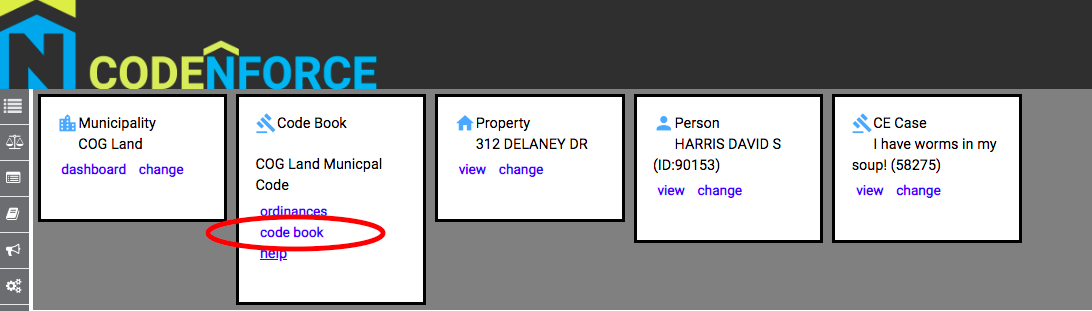 CODENFORCE
Municipality
COG Land
dashboard change
Code Book
COG Land Municpal
Code
ordinances
code book
help
Property
312 DELANEY DR
view change
Person
HARRIS DAVID S
(ID:90153)
view change
CE Case
I have worms in my
soup! (58275)
view change